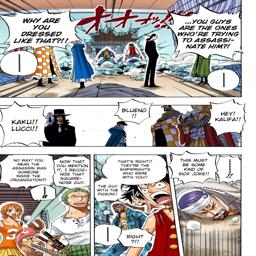 ...YOU GUYS
ARE THE ONES
WHO'RE TRYING
TO ASSASSI-
NATE HIM?!
WHY ARE
YOU
DRESSED
LIKE THAT?!!
HEY!
KALIFA!!
BLUENO
!!
KAKU!!
LUCCI!!
THIS MUST
BE SOME
KIND OF
SICK JOKE!!
THAT'S RIGHT!!
THEY'RE THE
SHIPWRIGHTS
WHO WERE
WITH YOU!!
THE GUY
WITH THE
PIGEON!
RIGHT
?!!
NOW THAT
YOU MENTION
IT, I RECOG-
NIZE THAT
SQUARE-
NOSE GUY.
NO WAY! YOU
MEAN THE
ASSASSIN WAS
SOMEONE
INSIDE THE
ORGANIZATION?!